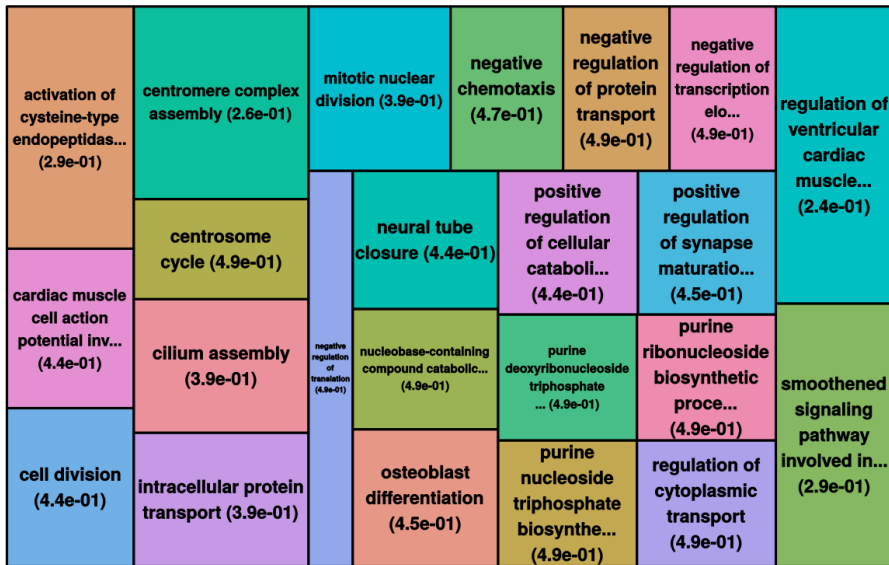 activation of
cysteine-type
endopeptidas...
(2.9e-01)
cardiac muscle
cell action
potential inv...
(4.4e-01)
cell division
(4.4e-01)
centromere complex
assembly (2.6e-01)
centrosome
cycle (4.9e-01)
cilium assembly
(3.9e-01)
intracellular protein
transport (3.9e-01)
mitotic nuclear
division (3.9e-01)
negative
chemotaxis
(4.7e-01)
negative
regulation
of protein
transport
(4.9e-01)
negative
regulation of
transcription
elo...
(4.9e-01)
negative
regulation
of
translation
(4.9e-01)
neural tube
closure (4.4e-01)
nucleobase-containing
compound catabolic...
(4.9e-01)
osteoblast
differentiation
(4.5e-01)
positive
regulation
of cellular
cataboli...
(4.4e-01)
positive
regulation
of synapse
maturatio...
(4.5e-01)
purine
deoxyribonucleoside
triphosphate
... (4.9e-01)
purine
ribonucleoside
biosynthetic
proce...
(4.9e-01)
purine
nucleoside
triphosphate
biosynthe...
(4.9e-01)
regulation of
cytoplasmic
transport
(4.9e-01)
regulation of
ventricular
cardiac
muscle...
(2.4e-01)
smoothened
signaling
pathway
involved in...
(2.9e-01)